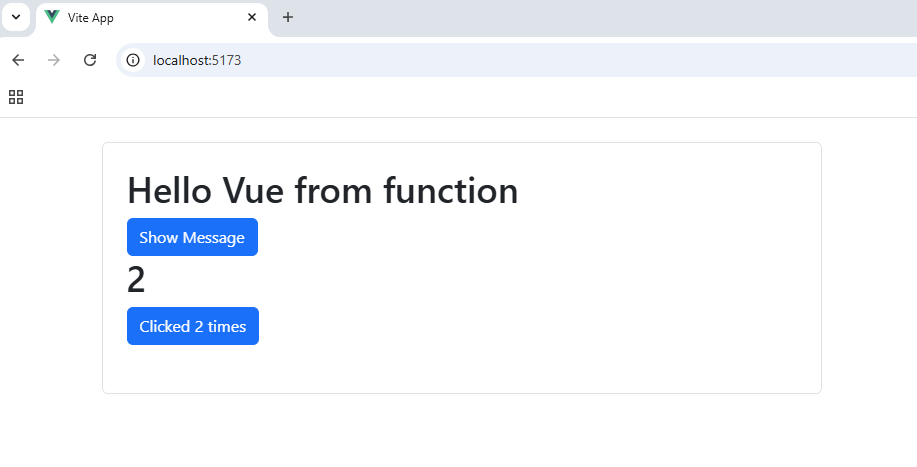 Vite App
localhost:5173
Hello Vue from function
Show Message
2
Clicked 2 times